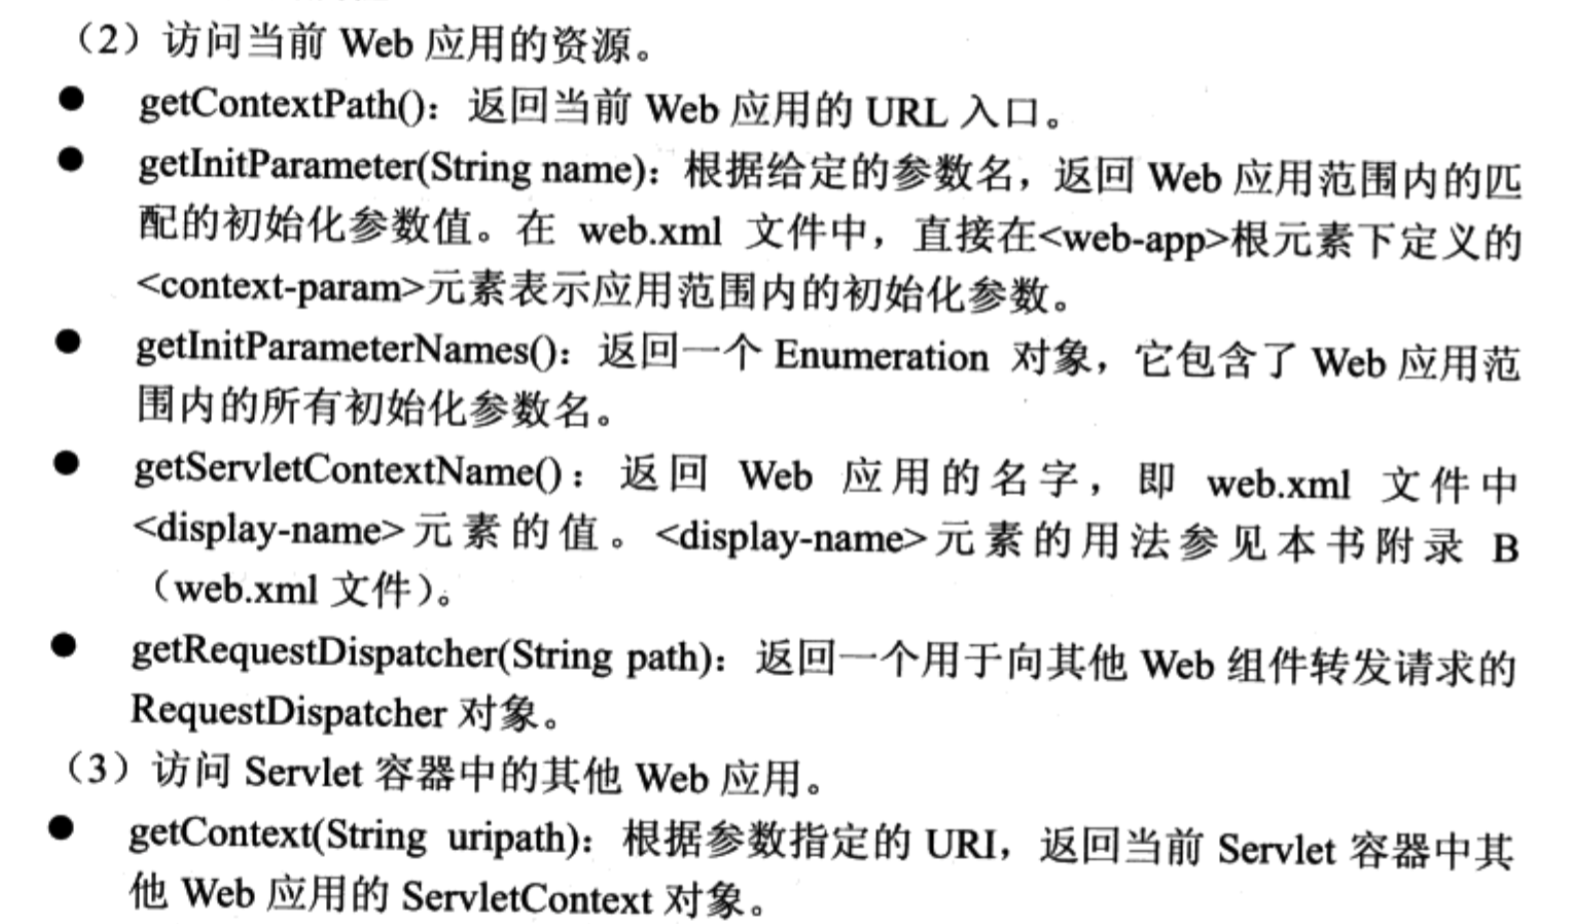 （2）访问当前 Web 应用的资源。
● getContextPath()：返回当前 Web 应用的 URL 入口。
● getInitParameter(String name)：根据给定的参数名，返回 Web 应用范围内的匹
配的初始化参数值。在 web.xml 文件中，直接在<web-app>根元素下定义的
<context-param>元素表示应用范围内的初始化参数。
● getInitParameterNames()：返回一个 Enumeration 对象，它包含了 Web 应用范
围内的所有初始化参数名。
● getServletContextName()：返回 Web 应用的名字，即 web.xml 文件中
<display-name>元素的值。<display-name>元素的用法参见本书附录 B
（web.xml 文件）。
● getRequestDispatcher(String path)：返回一个用于向其他 Web 组件转发请求的
RequestDispatcher 对象。
（3）访问 Servlet 容器中的其他 Web 应用。
● getContext(String uripath)：根据参数指定的 URI，返回当前 Servlet 容器中其
他 Web 应用的 ServletContext 对象。